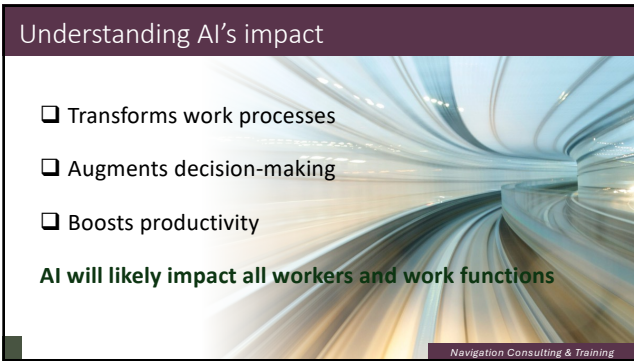 Understanding AI’s impact
❑ Transforms work processes
❑ Augments decision-making
❑ Boosts productivity
AI will likely impact all workers and work functions
Navigation Consulting & Training